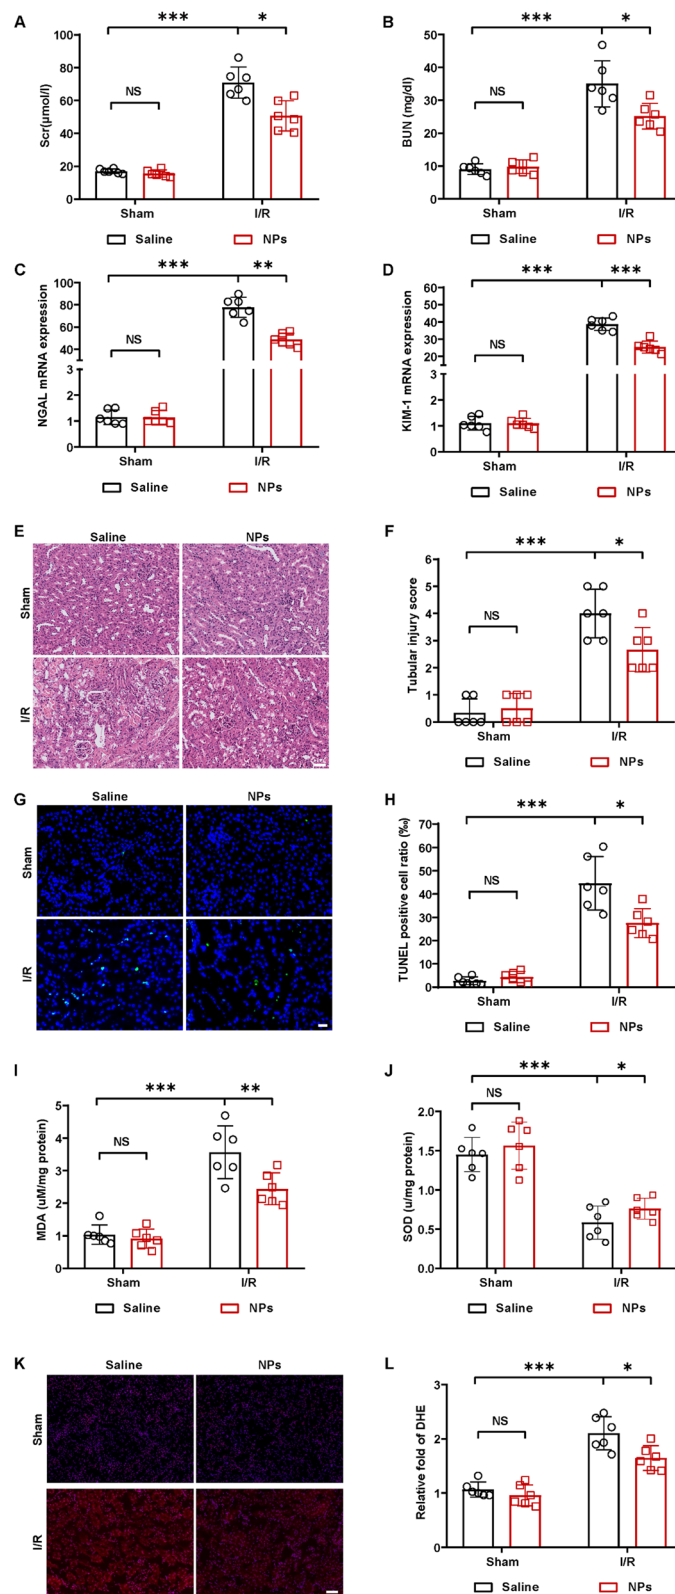 A
*** *
Scr(μmol/l)
100
80
60
40
20
0
NS
Sham I/R
Saline NPs
B
*** *
BUN (mg/dl)
50
40
30
20
10
0
NS
Sham I/R
Saline NPs
C
*** **
NGAL mRNA expression
100
80
60
40
3
2
1
0
NS
Sham I/R
Saline NPs
D
*** ***
KIM-1 mRNA expression
60
50
40
30
20
10
3
2
1
0
NS
Sham I/R
Saline NPs
E
Saline NPs
Sham
I/R
F
*** *
Tubular injury score
6
5
4
3
2
1
0
NS
Sham I/R
Saline NPs
G
Saline NPs
Sham
I/R
H
*** *
TUNEL positive cell ratio (‰)
70
60
50
40
30
20
10
0
NS
Sham I/R
Saline NPs
I
*** **
MDA (uM/mg protein)
5
4
3
2
1
0
NS
Sham I/R
Saline NPs
J
*** *
SOD (u/mg protein)
2.0
1.5
1.0
0.5
0.0
NS
Sham I/R
Saline NPs
K
Saline NPs
Sham
I/R
L
*** *
Relative fold of DHE
3
2
1
0
NS
Sham I/R
Saline NPs